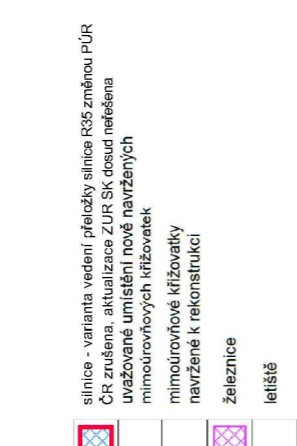 silnice - varianta vedení přeložky silnice R35 změnou PÚR
ČR zrušena, aktualizace ZUR SK dosud neřešena
uvažované umístění nově navržených
mimoúrovňových křižovatek
mimoúrovňové křižovatky
navržené k rekonstrukci
železnice
letiště